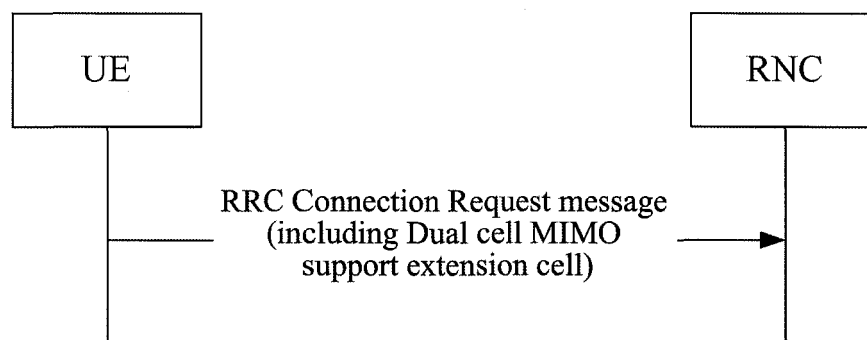 UE
RNC
RRC Connection Request message
(including Dual cell MIMO
support extension cell)